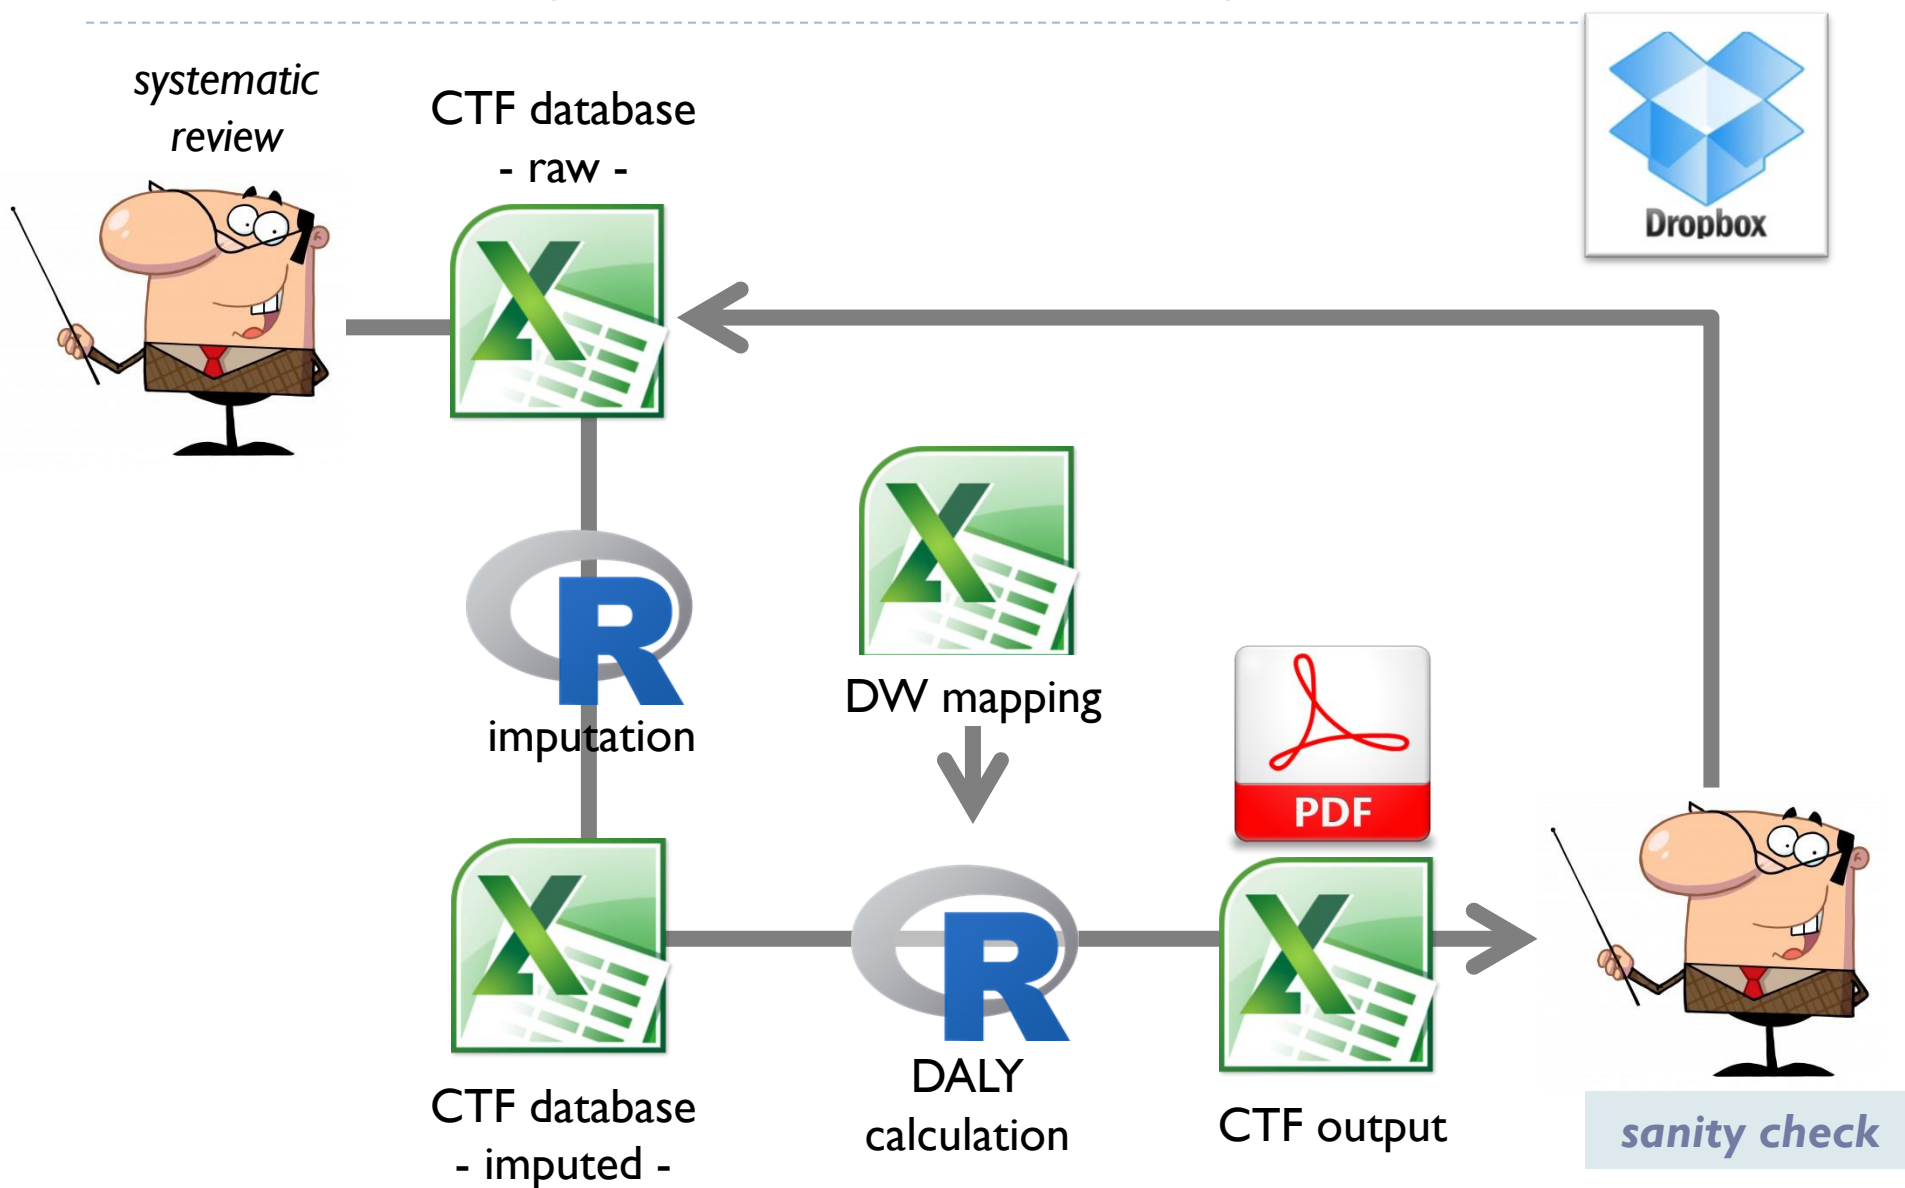 systematic
review
CTF database
- raw -
Dropbox
imputation
DW mapping
PDF
CTF database
- imputed -
DALY
calculation
CTF output
sanity check